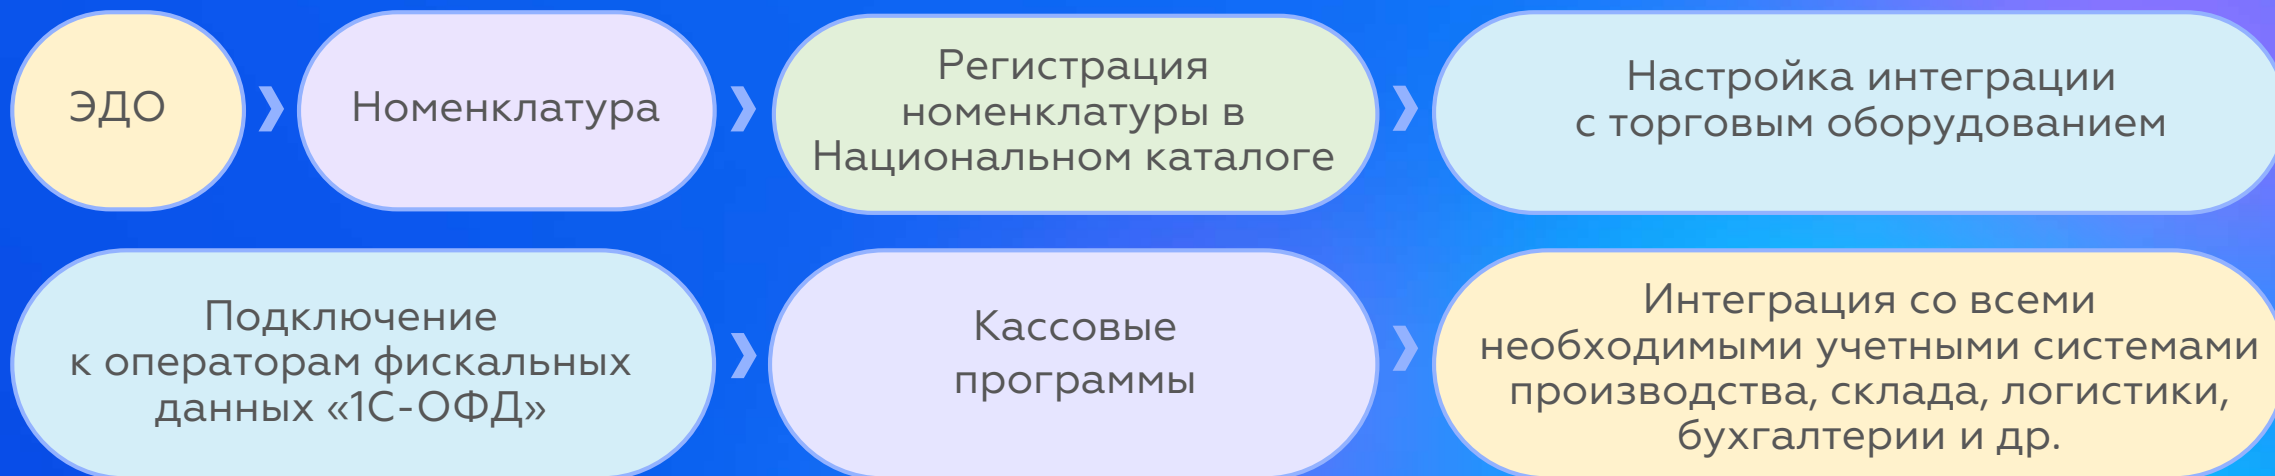 ЭДО
Номенклатура
Регистрация
номенклатуры в
Национальном каталоге
Настройка интеграции
с торговым оборудованием
Подключение
к операторам фискальных
данных «1С-ОФД»
Кассовые
программы
Интеграция со всеми
необходимыми учетными системами
производства, склада, логистики,
бухгалтерии и др.